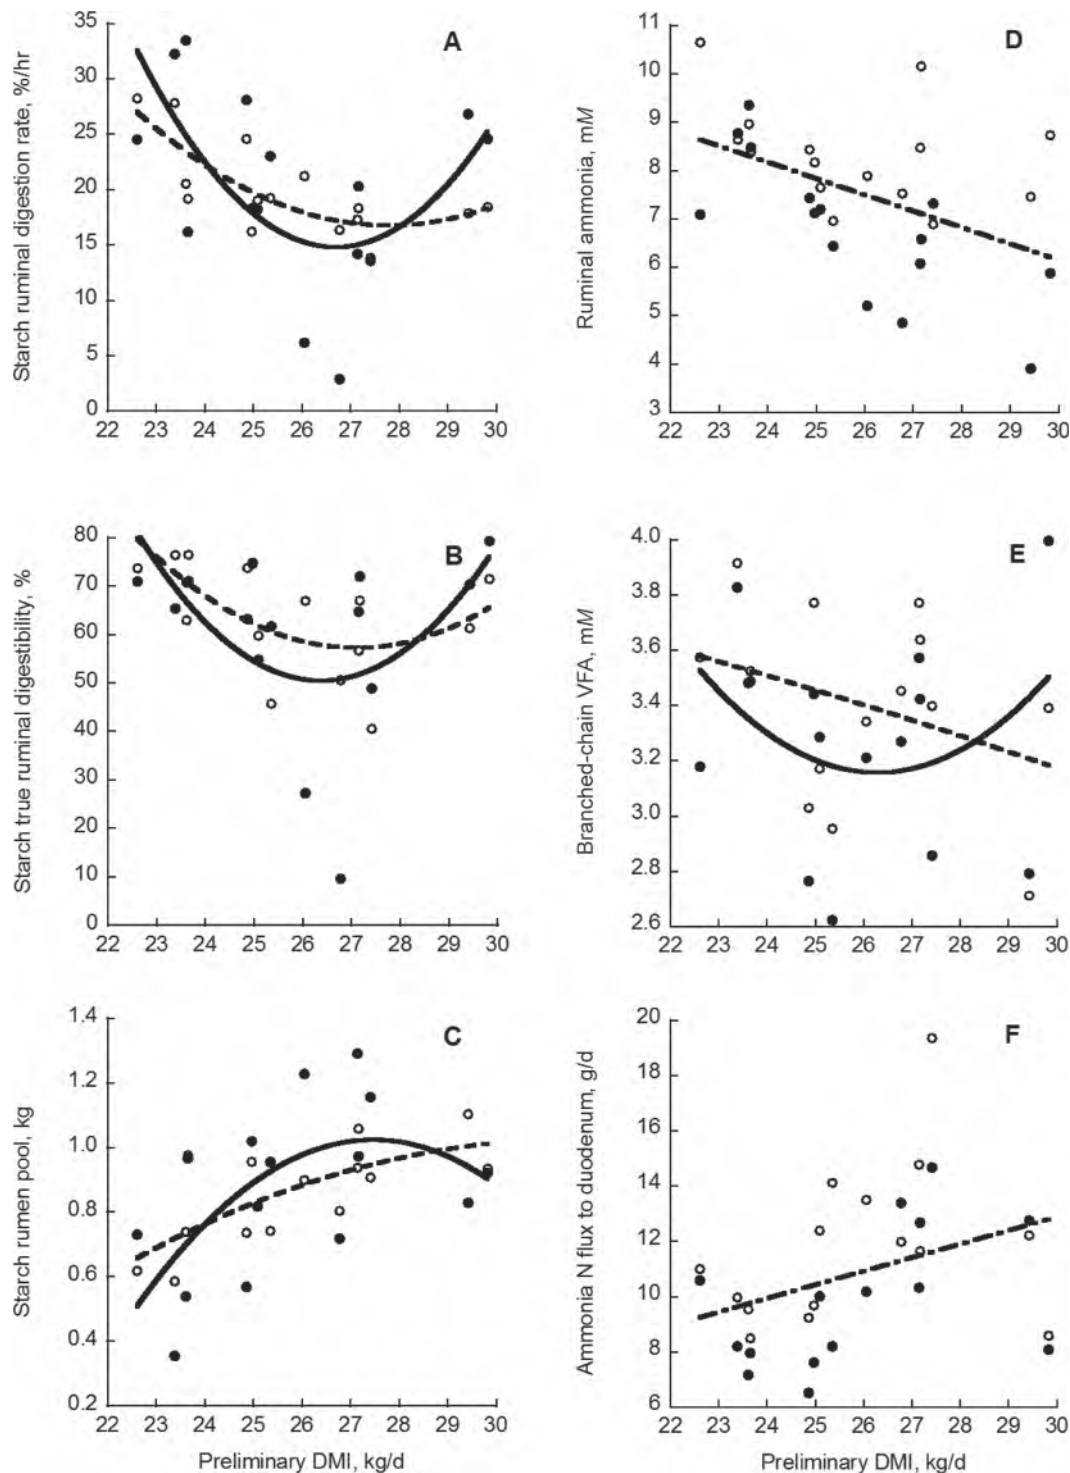 A
Starch ruminal digestion rate, %/hr
35
30
25
20
15
10
5
0
22 23 24 25 26 27 28 29 30
D
Ruminal ammonia, mM
11
10
9
8
7
6
5
4
3
22 23 24 25 26 27 28 29 30
B
Starch true ruminal digestibility, %
80
70
60
50
40
30
20
10
0
22 23 24 25 26 27 28 29 30
E
Branched-chain VFA, mM
4.0
3.8
3.6
3.4
3.2
3.0
2.8
2.6
22 23 24 25 26 27 28 29 30
C
Starch rumen pool, kg
1.4
1.2
1.0
0.8
0.6
0.4
0.2
22 23 24 25 26 27 28 29 30
Preliminary DMI, kg/d
F
Ammonia N flux to duodenum, g/d
20
18
16
14
12
10
8
6
22 23 24 25 26 27 28 29 30
Preliminary DMI, kg/d